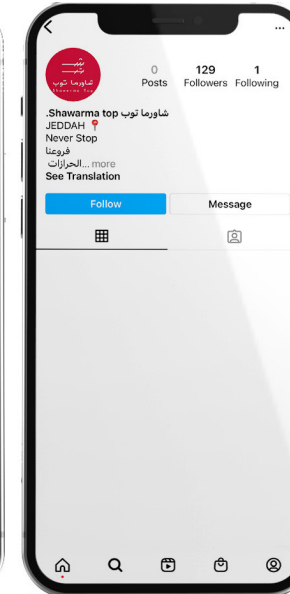 شاورما توب
Shawarma Top
0
Posts
129
Followers
1
Following
.Shawarma top شاورما توب
JEDDAH 📍
Never Stop
فروعنا
الحرازات... more
See Translation
Follow
Message